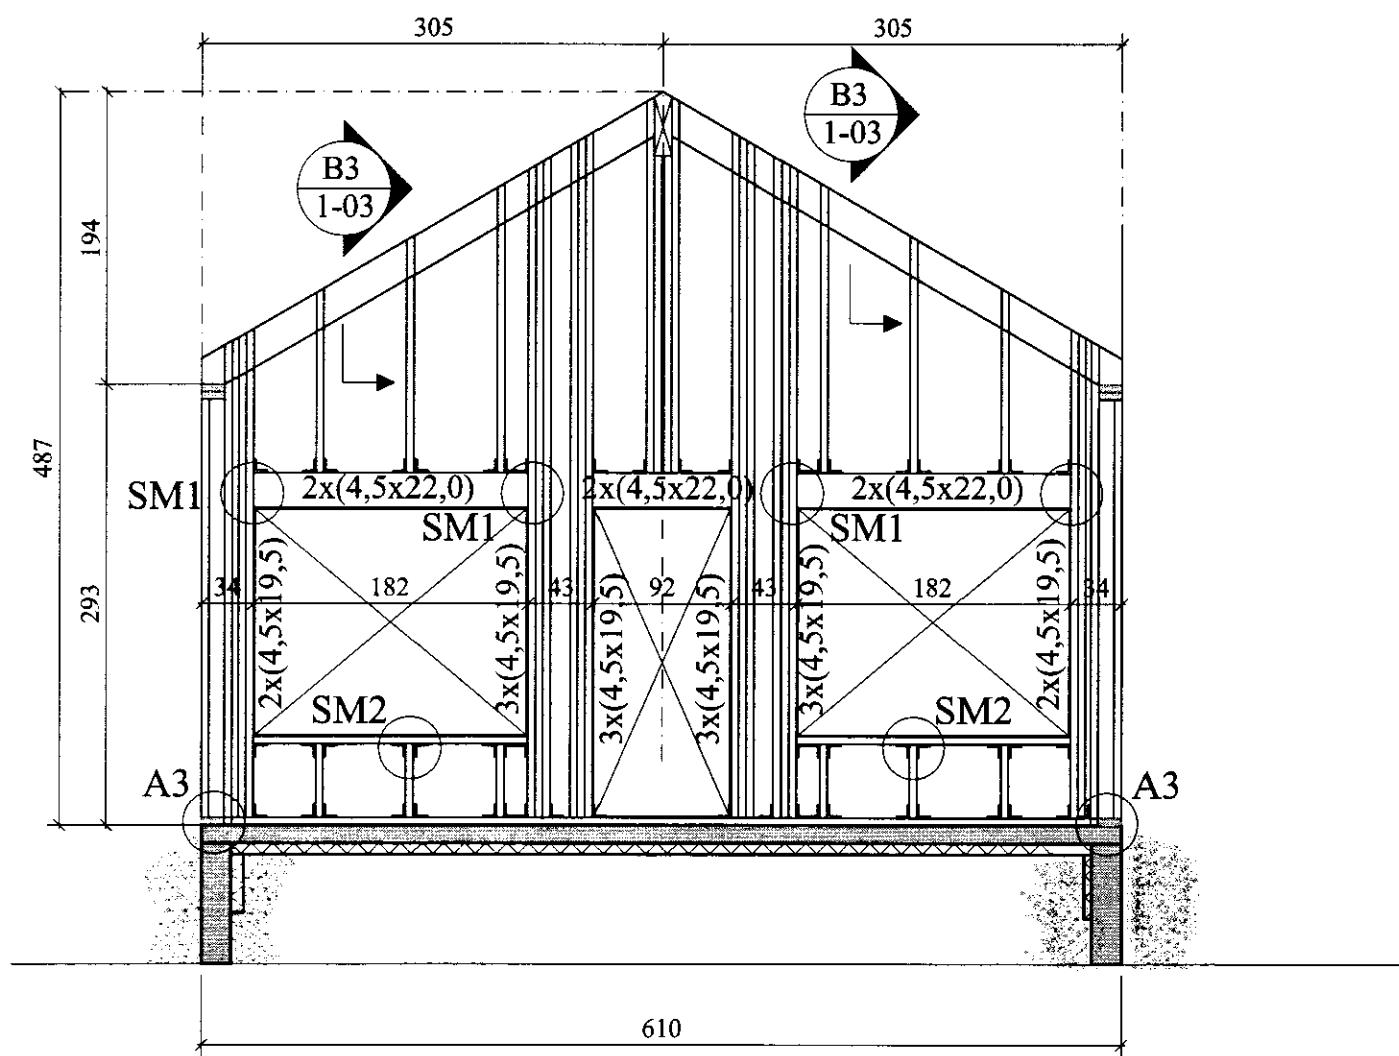 305
305
B3
1-03
B3
1-03
194
487
293
SM1
2x(4,5x22,0)
2x(4,5x22,0)
2x(4,5x22,0)
SM1
SM1
34
182
43
92
43
182
34
2x(4,5x19,5)
3x(4,5x19,5)
3x(4,5x19,5)
3x(4,5x19,5)
3x(4,5x19,5)
2x(4,5x19,5)
SM2
SM2
A3
A3
610